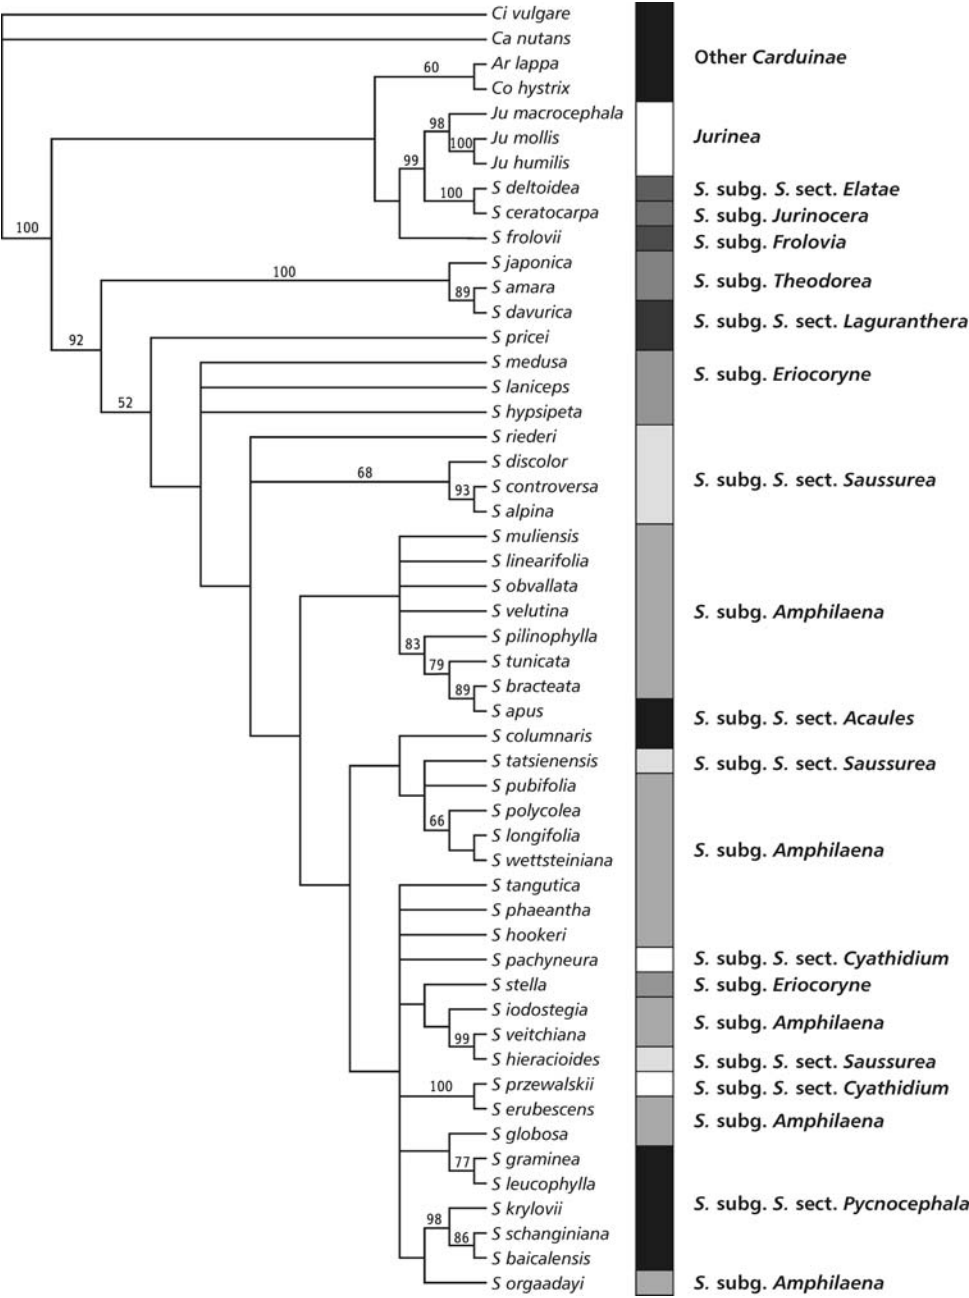 Ci vulgare
Ca nutans
Ar lappa
Co hystrix
Ju macrocephala
Ju mollis
Ju humilis
S deltoidea
S ceratocarpa
S frolovii
S japonica
S amara
S davurica
S pricei
S medusa
S laniceps
S hypsipeta
S riederi
S discolor
S controversa
S alpina
S muliensis
S linearifolia
S obvallata
S velutina
S pilinophylla
S tunicata
S bracteata
S apus
S columnaris
S tatsienensis
S pubifolia
S polycolea
S longifolia
S wettsteiniana
S tangutica
S phaeantha
S hookeri
S pachyneura
S stella
S iodostegia
S veitchiana
S hieracioides
S przewalskii
S erubescens
S globosa
S graminea
S leucophylla
S krylovii
S schanginiana
S baicalensis
S orgaadayi
60
98
100
99
100
100
100
89
92
52
68
93
83
79
89
66
99
100
77
98
86
Other Carduinae
Jurinea
S. subg. S. sect. Elatae
S. subg. Jurinocera
S. subg. Frolovia
S. subg. Theodorea
S. subg. S. sect. Laguranthera
S. subg. Eriocoryne
S. subg. S. sect. Saussurea
S. subg. Amphilaena
S. subg. S. sect. Acaules
S. subg. S. sect. Saussurea
S. subg. Amphilaena
S. subg. S. sect. Cyathidium
S. subg. Eriocoryne
S. subg. Amphilaena
S. subg. S. sect. Saussurea
S. subg. S. sect. Cyathidium
S. subg. Amphilaena
S. subg. S. sect. Pycnocephala
S. subg. Amphilaena